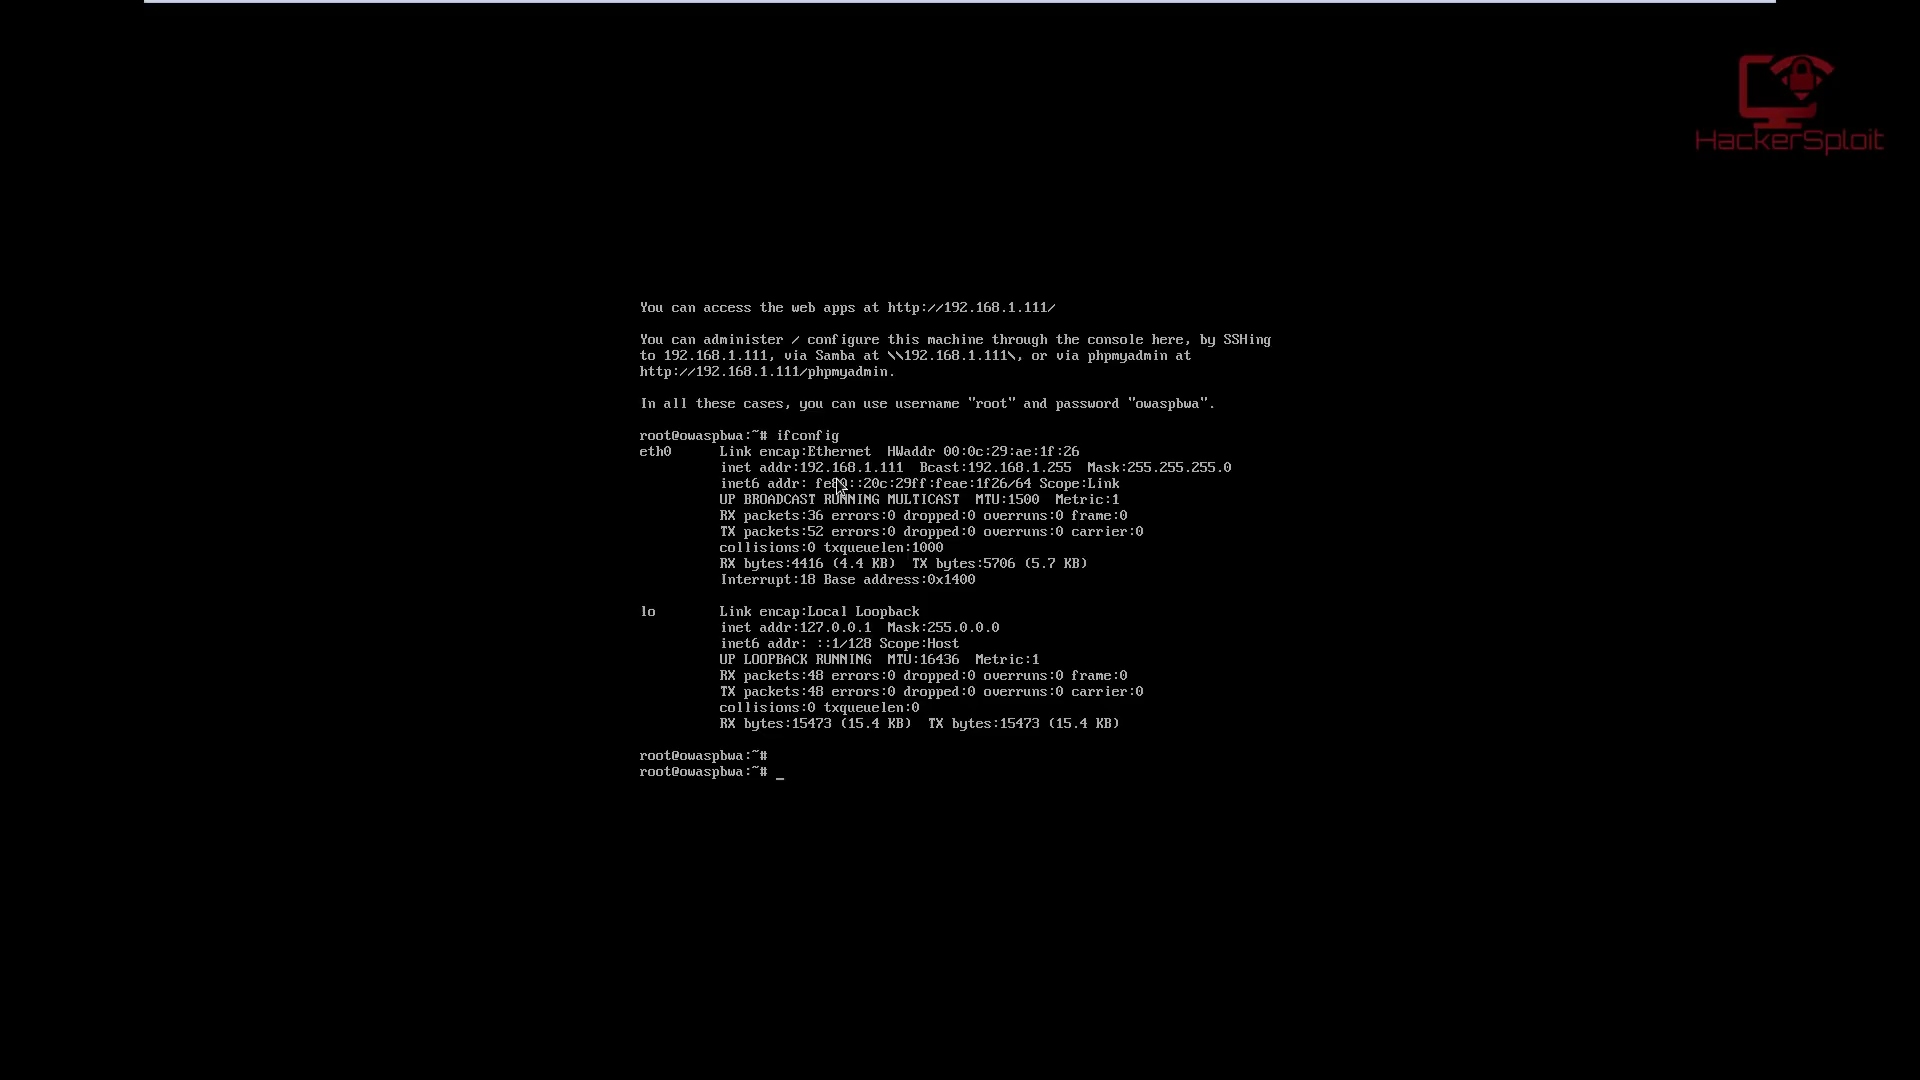 HackerSploit
You can access the web apps at http://192.168.1.111/
You can administer / configure this machine through the console here, by SSHing
to 192.168.1.111, via Samba at \\192.168.1.111\, or via phpmyadmin at
http://192.168.1.111/phpmyadmin.
In all these cases, you can use username "root" and password "owaspbwa".
root@owaspbwa:~# ifconfig
eth0 Link encap:Ethernet HWaddr 00:0c:29:ae:1f:26
inet addr:192.168.1.111 Bcast:192.168.1.255 Mask:255.255.255.0
inet6 addr: fe80::20c:29ff:feae:1f26/64 Scope:Link
UP BROADCAST RUNNING MULTICAST MTU:1500 Metric:1
RX packets:36 errors:0 dropped:0 overruns:0 frame:0
TX packets:52 errors:0 dropped:0 overruns:0 carrier:0
collisions:0 txqueuelen:1000
RX bytes:4416 (4.4 KB) TX bytes:5706 (5.7 KB)
Interrupt:18 Base address:0x1400
lo Link encap:Local Loopback
inet addr:127.0.0.1 Mask:255.0.0.0
inet6 addr: ::1/128 Scope:Host
UP LOOPBACK RUNNING MTU:16436 Metric:1
RX packets:48 errors:0 dropped:0 overruns:0 frame:0
TX packets:48 errors:0 dropped:0 overruns:0 carrier:0
collisions:0 txqueuelen:0
RX bytes:15473 (15.4 KB) TX bytes:15473 (15.4 KB)
root@owaspbwa:~#
root@owaspbwa:~# _